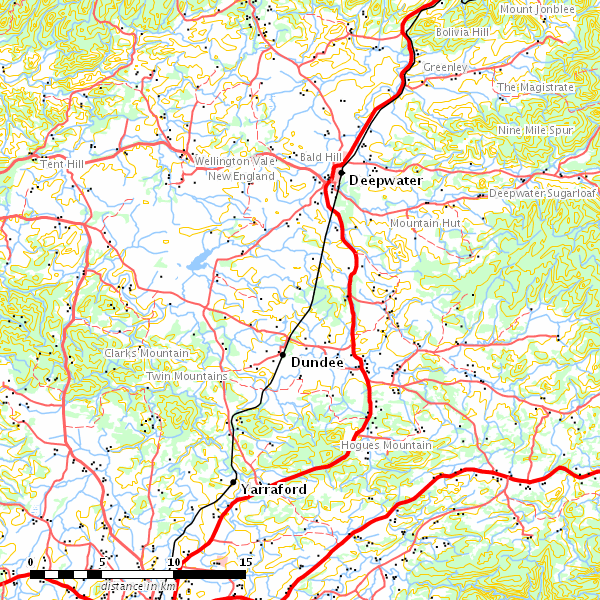 Mount Jonblee
Bolivia Hill
Greenley
The Magistrate
Nine Mile Spur
Bald Hill
Tent Hill
Wellington Vale
New England
Deepwater
Deepwater Sugarloaf
Mountain Hut
Clarks Mountain
Dundee
Twin Mountains
Hogues Mountain
Yarraford
0 5 10 15
distance in km